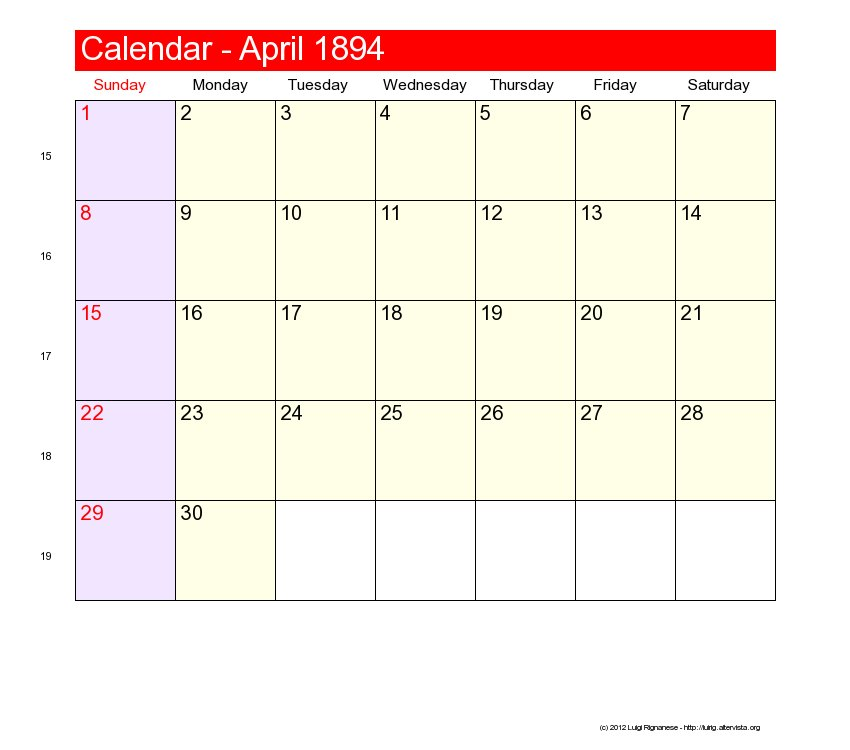 Calendar - April 1894
Sunday Monday Tuesday Wednesday Thursday Friday Saturday
1 2 3 4 5 6 7
15
8 9 10 11 12 13 14
16
15 16 17 18 19 20 21
17
22 23 24 25 26 27 28
18
29 30
19
(c) 2012 Luigi Rignanese - http://luirig.altervista.org